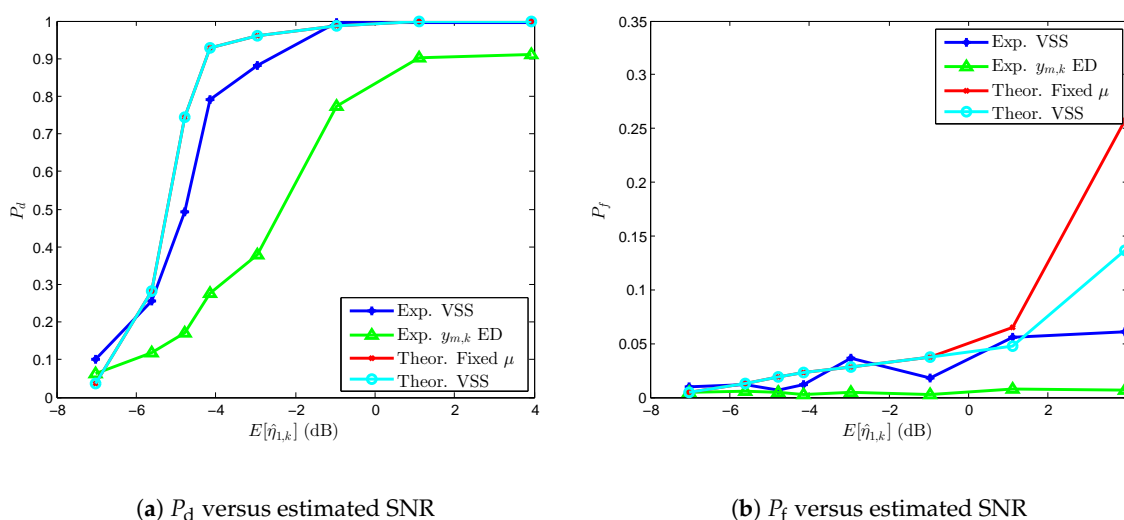 1
0.9
0.8
0.7
0.6
0.5
0.4
0.3
0.2
0.1
0
P_d
−8 −6 −4 −2 0 2 4
E[η̂_{1,k}] (dB)
Exp. VSS
Exp. y_{m,k} ED
Theor. Fixed μ
Theor. VSS
(a) P_d versus estimated SNR
0.35
0.3
0.25
0.2
0.15
0.1
0.05
0
P_f
−8 −6 −4 −2 0 2
E[η̂_{1,k}] (dB)
Exp. VSS
Exp. y_{m,k} ED
Theor. Fixed μ
Theor. VSS
(b) P_f versus estimated SNR